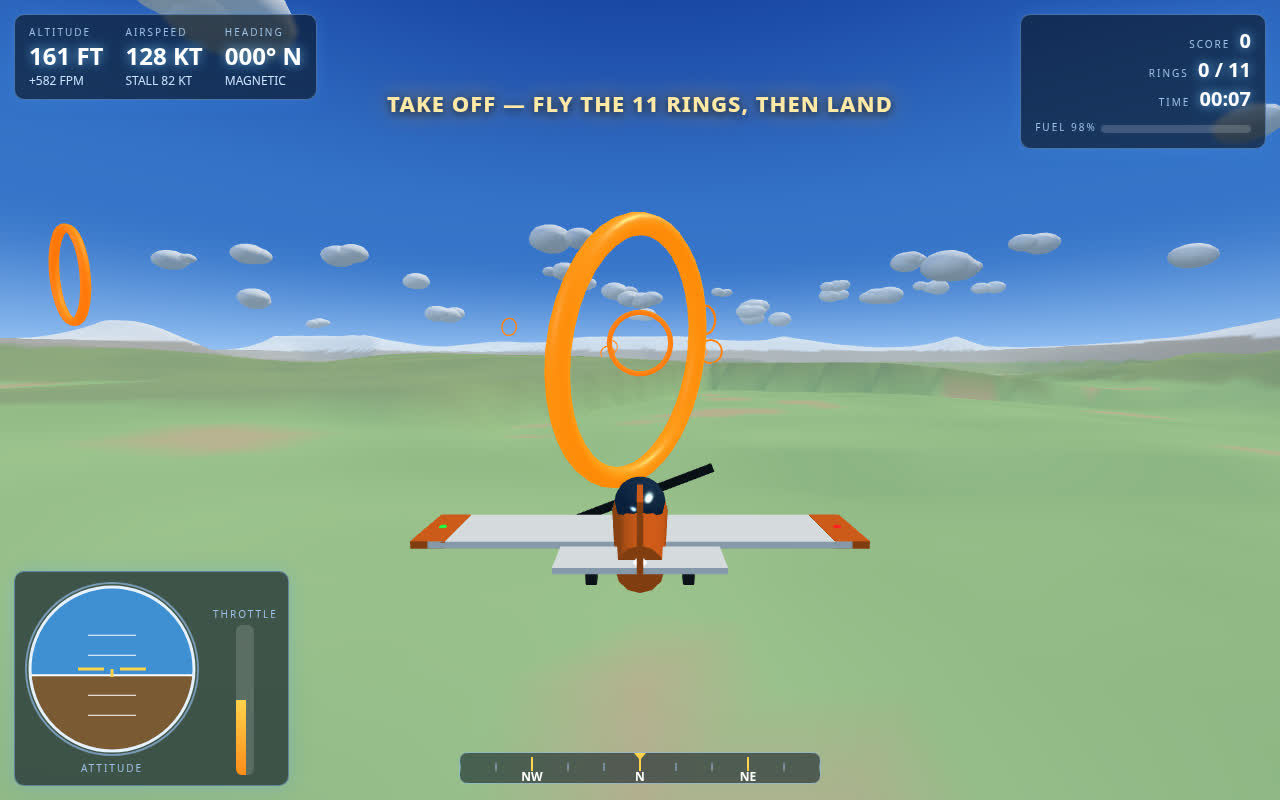 ALTITUDE AIRSPEED HEADING
161 FT 128 KT 000° N
+582 FPM STALL 82 KT MAGNETIC
TAKE OFF — FLY THE 11 RINGS, THEN LAND
SCORE 0
RINGS 0 / 11
TIME 00:07
FUEL 98%
THROTTLE
ATTITUDE
NW N NE